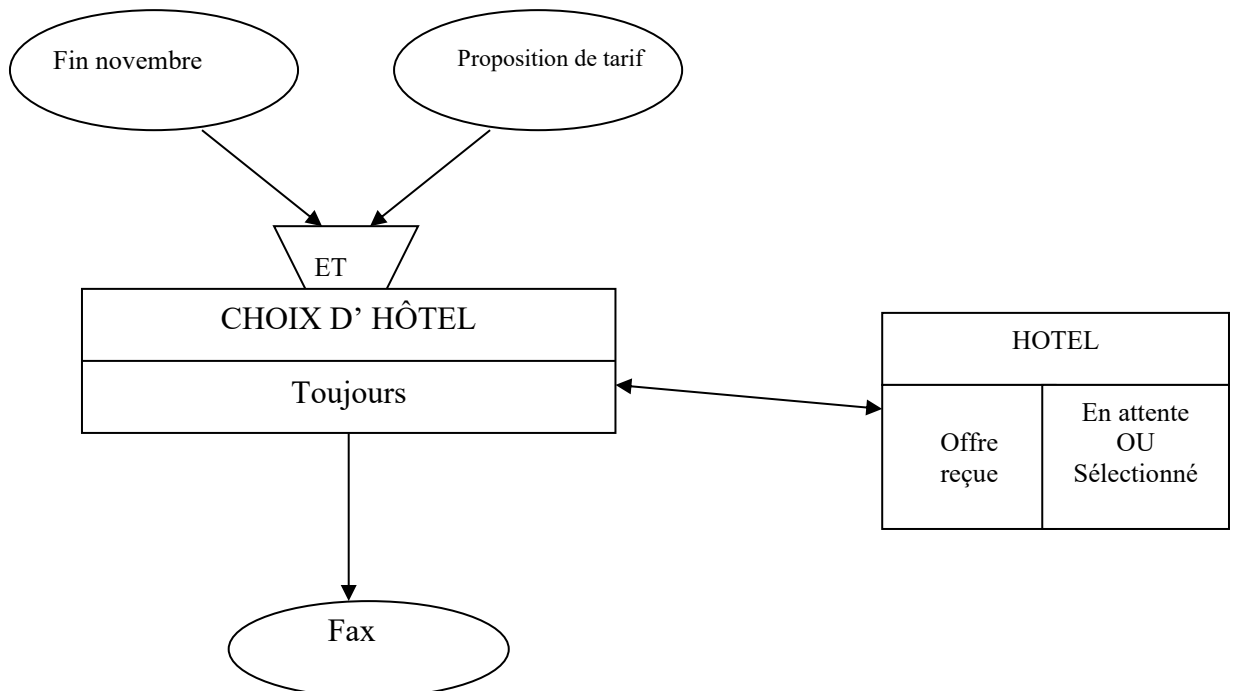 Fin novembre
Proposition de tarif
ET
CHOIX D’ HÔTEL
Toujours
HOTEL
Offre
reçue
En attente
OU
Sélectionné
Fax